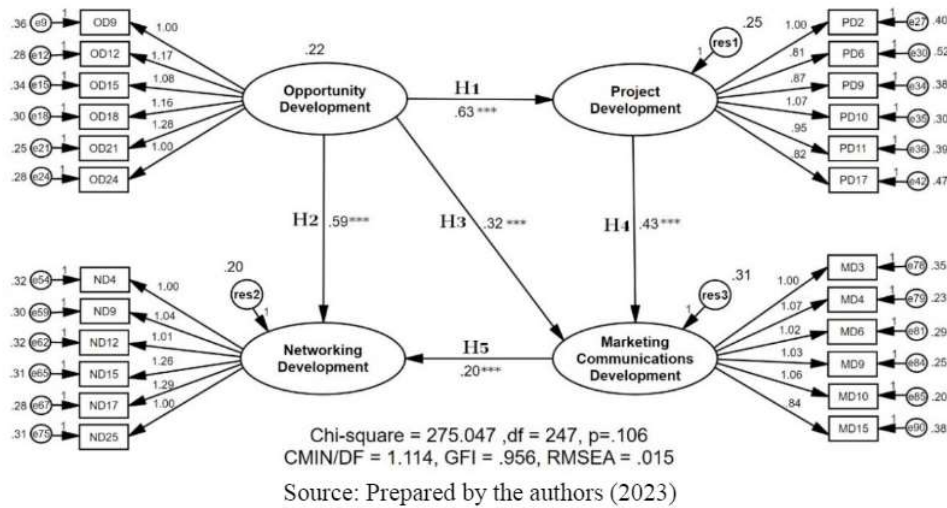 .36 e9 1 OD9 1.00
.28 e12 1 OD12 1.17
.34 e15 1 OD15 1.08
.30 e18 1 OD18 1.16
.25 e21 1 OD21 1.28
.28 e24 1 OD24 1.00
.22
Opportunity
Development
H1
.63 ***
.25
res1
1
Project
Development
1.00 PD2 1 e27 .40
.81 PD6 1 e30 .52
.87 PD9 1 e34 .38
1.07 PD10 1 e35 .30
.95 PD11 1 e36 .39
.82 PD17 1 e42 .47
H2 .59***
H3 .32 ***
H4 .43 ***
.32 e54 1 ND4 1.00
.30 e59 1 ND9 1.04
.32 e62 1 ND12 1.01
.31 e65 1 ND15 1.26
.28 e67 1 ND17 1.29
.31 e75 1 ND25 1.00
.20
res2
1
Networking
Development
H5
.20***
.31
res3
1
Marketing
Communications
Development
1.00 MD3 1 e78 .35
1.07 MD4 1 e79 .23
1.02 MD6 1 e81 .29
1.03 MD9 1 e84 .25
1.06 MD10 1 e85 .20
.84 MD15 1 e90 .38
Chi-square = 275.047 ,df = 247, p=.106
CMIN/DF = 1.114, GFI = .956, RMSEA = .015
Source: Prepared by the authors (2023)